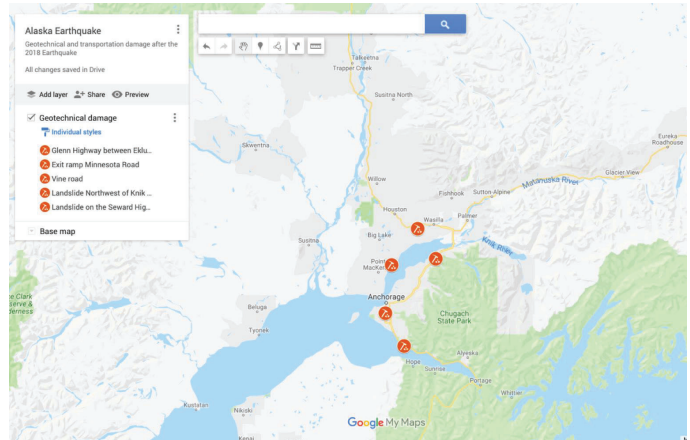 Alaska Earthquake
Geotechnical and transportation damage after the
2018 Earthquake
All changes saved in Drive
Add layer Share Preview
Geotechnical damage
Individual styles
Glenn Highway between Eklu...
Exit ramp Minnesota Road
Vine road
Landslide Northwest of Knik ...
Landslide on the Seward Hig...
Base map
Talkeetna
Trapper Creek
Susitna North
Skwentna
Eureka
Roadhouse
Glacier View
Matanuska River
Willow
Fishhook
Sutton-Alpine
Houston
Wasilla
Palmer
Big Lake
Knik River
Susitna
Point
MacKenzie
Anchorage
Chugach
State Park
Beluga
Tyonek
Alyeska
Hope
Sunrise
Portage
Whittier
Kustatan
Nikiski
Kenai
Google My Maps